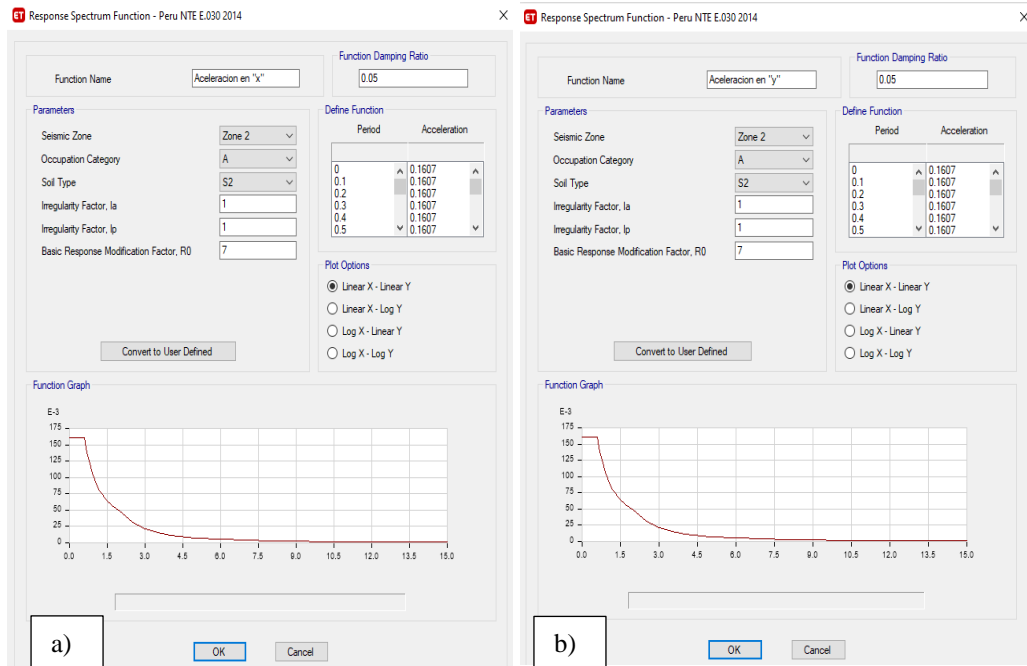 ET Response Spectrum Function - Peru NTE E.030 2014 X
Function Damping Ratio
Function Name Aceleracion en "x" 0.05
Parameters Define Function
Seismic Zone Zone 2 Period Acceleration
Occupation Category A
Soil Type S2
Irregularity Factor, Ia 1
Irregularity Factor, Ip 1
Basic Response Modification Factor, R0 7
0 0.1607
0.1 0.1607
0.2 0.1607
0.3 0.1607
0.4 0.1607
0.5 0.1607
Plot Options
Linear X - Linear Y
Linear X - Log Y
Log X - Linear Y
Log X - Log Y
Convert to User Defined
Function Graph
E-3
175
150
125
100
75
50
25
0
0.0 1.5 3.0 4.5 6.0 7.5 9.0 10.5 12.0 13.5 15.0
a)
OK Cancel
ET Response Spectrum Function - Peru NTE E.030 2014 X
Function Damping Ratio
Function Name Aceleracion en "y" 0.05
Parameters Define Function
Seismic Zone Zone 2 Period Acceleration
Occupation Category A
Soil Type S2
Irregularity Factor, Ia 1
Irregularity Factor, Ip 1
Basic Response Modification Factor, R0 7
0 0.1607
0.1 0.1607
0.2 0.1607
0.3 0.1607
0.4 0.1607
0.5 0.1607
Plot Options
Linear X - Linear Y
Linear X - Log Y
Log X - Linear Y
Log X - Log Y
Convert to User Defined
Function Graph
E-3
175
150
125
100
75
50
25
0
0.0 1.5 3.0 4.5 6.0 7.5 9.0 10.5 12.0 13.5 15.0
b)
OK Cancel